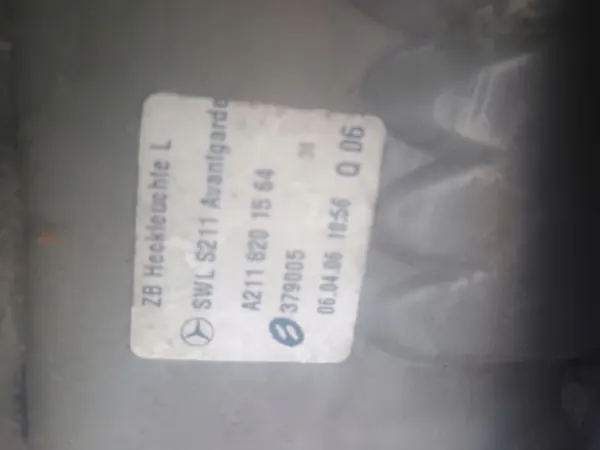 ZB Heckleuchte L
SWL S211 Avantgarde
A211 820 15 64
379005
06.04.06 18:56 Q 06